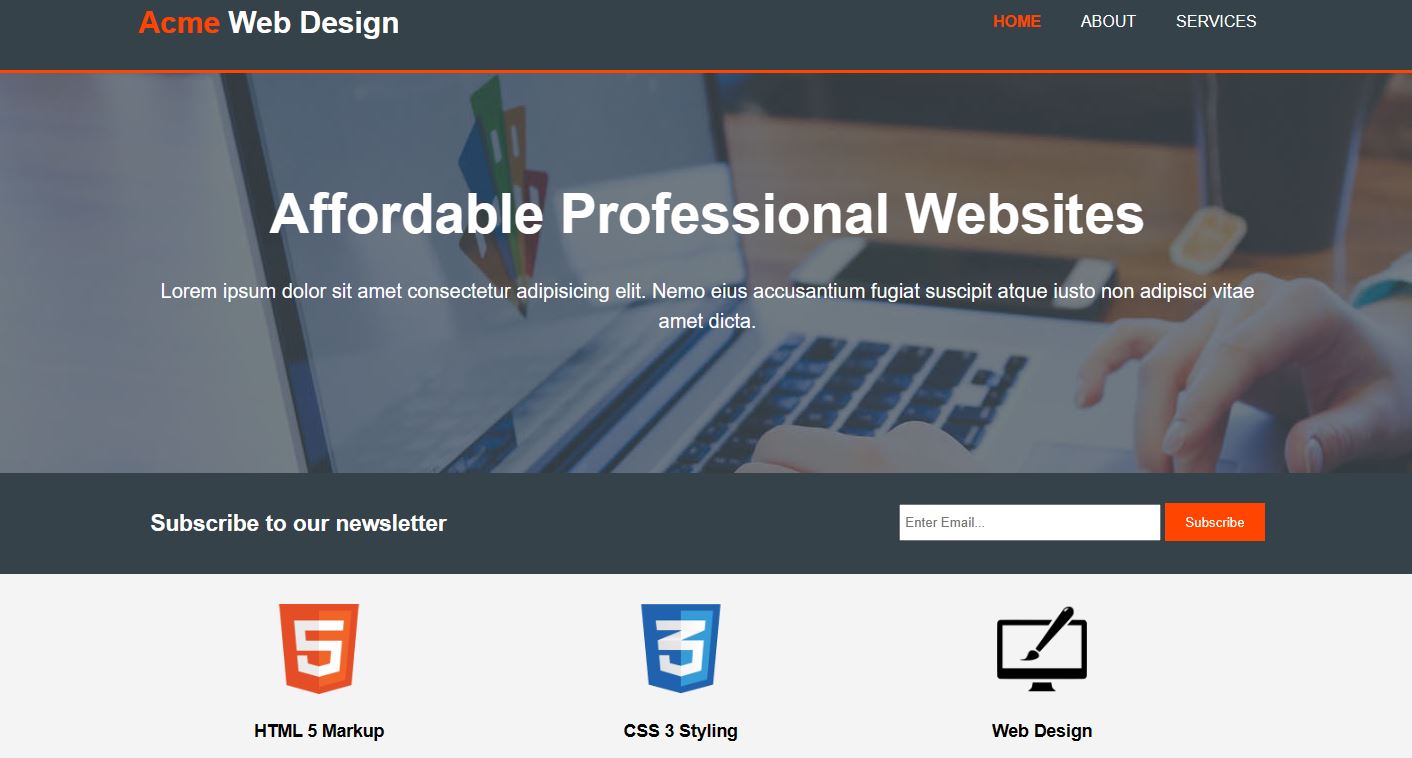 Acme Web Design
HOME ABOUT SERVICES
Affordable Professional Websites
Lorem ipsum dolor sit amet consectetur adipisicing elit. Nemo eius accusantium fugiat suscipit atque iusto non adipisci vitae
amet dicta.
Subscribe to our newsletter
Enter Email...
Subscribe
5
3
HTML 5 Markup
CSS 3 Styling
Web Design